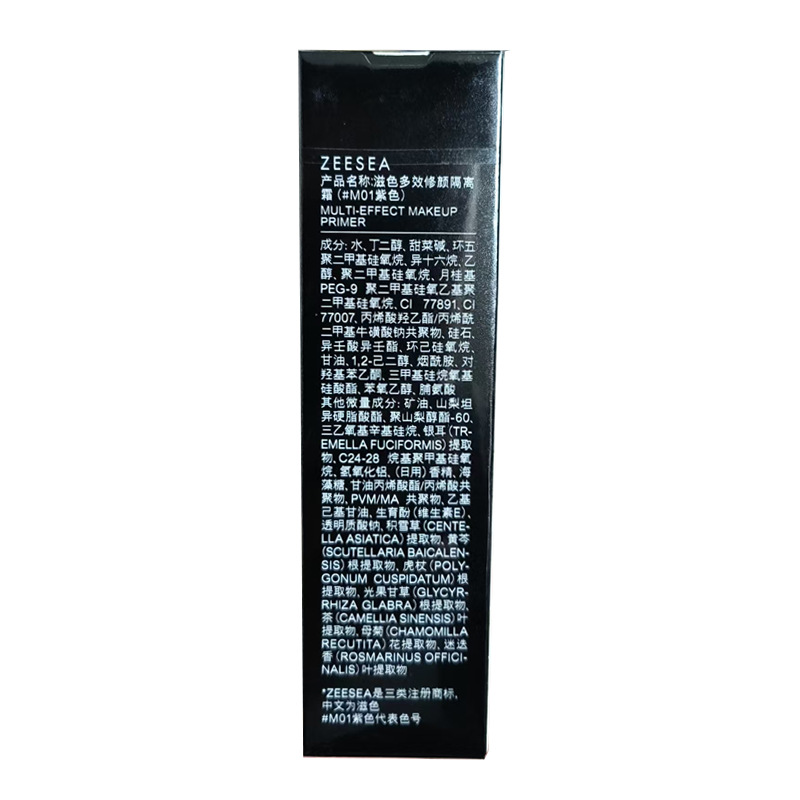 ZEESEA
产品名称:滋色多效修颜隔离
霜(#M01紫色)
MULTI-EFFECT MAKEUP
PRIMER
成分: 水、丁二醇、甜菜碱、环五
聚二甲基硅氧烷、异十六烷、乙
醇、聚二甲基硅氧烷、月桂基
PEG-9 聚二甲基硅氧乙基聚
二甲基硅氧烷、CI 77891、CI
77007、丙烯酸羟乙酯/丙烯酰
二甲基牛磺酸钠共聚物、硅石、
异壬酸异壬酯、环己硅氧烷、
甘油、1,2-己二醇、烟酰胺、对
羟基苯乙酮、三甲基硅烷氧基
硅酸酯、苯氧乙醇、脯氨酸
其他微量成分: 矿油、山梨坦
异硬脂酸酯、聚山梨醇酯-60、
三乙氧基辛基硅烷、银耳(TR-
EMELLA FUCIFORMIS)提取
物、C24-28 烷基聚甲基硅氧
烷、氢氧化铝、(日用)香精、海
藻糖、甘油丙烯酸酯/丙烯酸共
聚物、PVM/MA 共聚物、乙基
己基甘油、生育酚(维生素E)、
透明质酸钠、积雪草(CENTE-
LLA ASIATICA)提取物、黄芩
(SCUTELLARIA BAICALEN-
SIS)根提取物、虎杖(POLY-
GONUM CUSPIDATUM)根
提取物、光果甘草(GLYCYR-
RHIZA GLABRA)根提取物、
茶(CAMELLIA SINENSIS)叶
提取物、母菊(CHAMOMILLA
RECUTITA)花提取物、迷迭
香(ROSMARINUS OFFICI-
NALIS)叶提取物
*ZEESEA是三类注册商标,
中文为滋色
#M01紫色代表色号